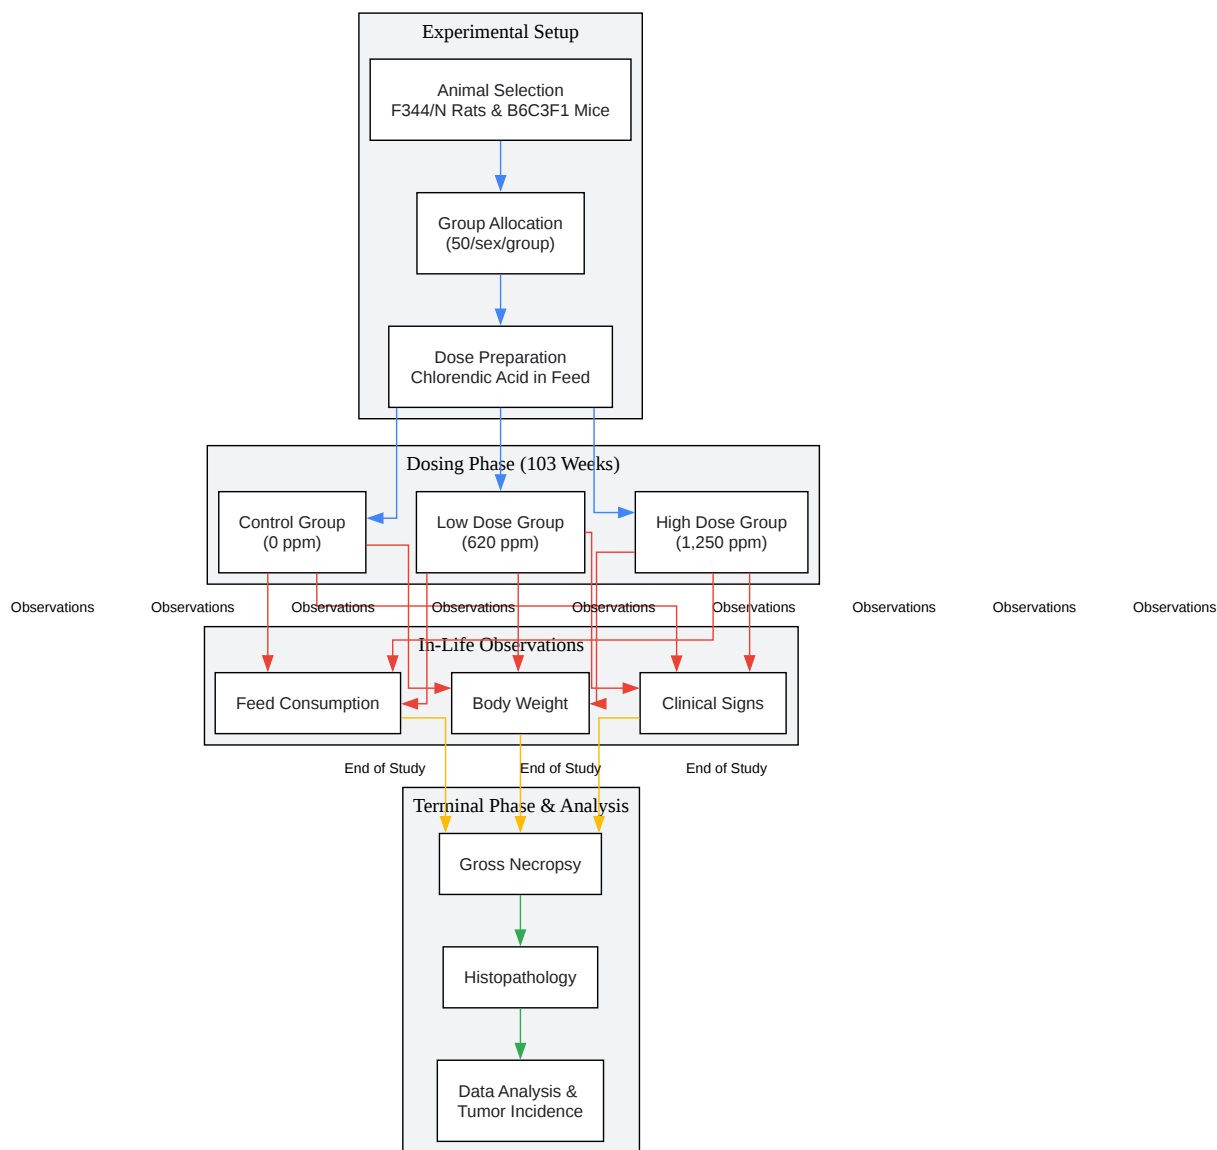 Experimental Setup
Animal Selection
F344/N Rats & B6C3F1 Mice
Group Allocation
(50/sex/group)
Dose Preparation
Chlorendic Acid in Feed
Dosing Phase (103 Weeks)
Control Group
(0 ppm)
Low Dose Group
(620 ppm)
High Dose Group
(1,250 ppm)
Observations
Observations
Observations
Observations
Observations
Observations
Observations
Observations
Observations
In-Life Observations
Feed Consumption
Body Weight
Clinical Signs
End of Study
End of Study
End of Study
Terminal Phase & Analysis
Gross Necropsy
Histopathology
Data Analysis &
Tumor Incidence